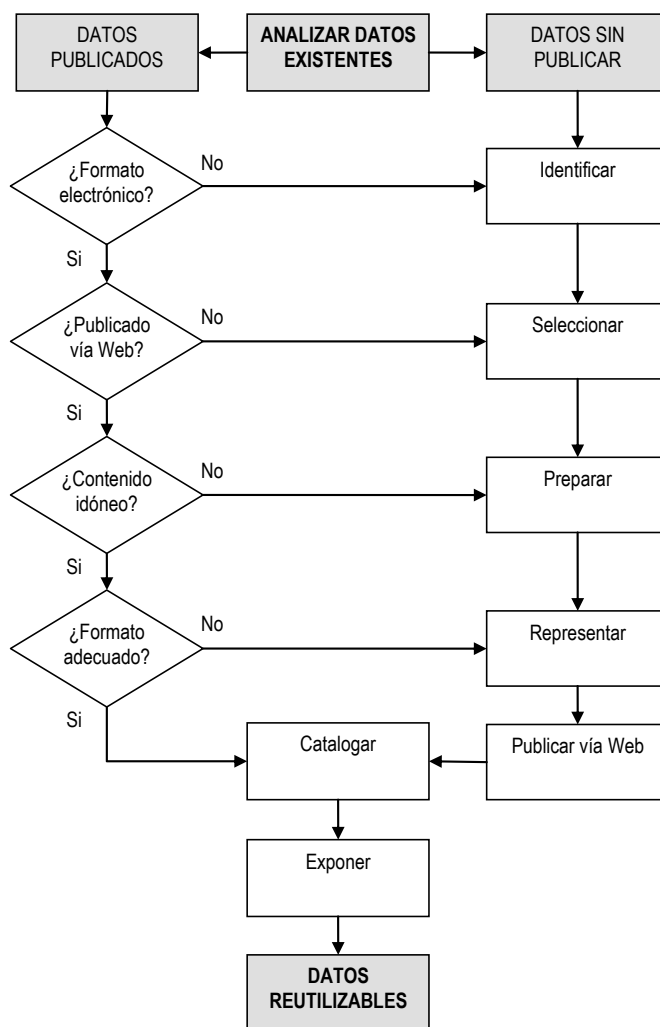 DATOS
PUBLICADOS
ANALIZAR DATOS
EXISTENTES
DATOS SIN
PUBLICAR
¿Formato
electrónico?
No
Identificar
Si
¿Publicado
vía Web?
No
Seleccionar
Si
¿Contenido
idóneo?
No
Preparar
Si
¿Formato
adecuado?
No
Representar
Si
Catalogar
Publicar vía Web
Exponer
DATOS
REUTILIZABLES